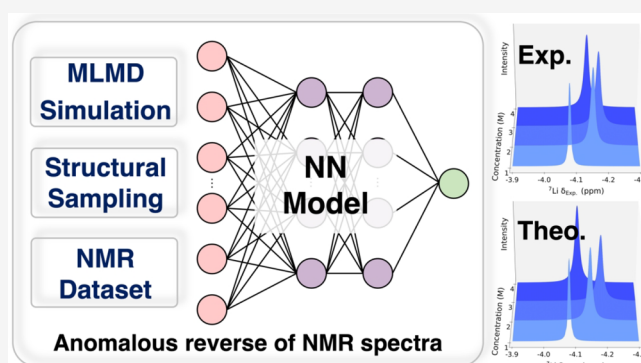 MLMD
Simulation
Structural
Sampling
NMR
Dataset
NN
Model
Anomalous reverse of NMR spectra
Exp.
Intensity
Concentration (M)
4
3
2
1
-3.9
-4.0
-4.1
-4.2
⁷Li δExp. (ppm)
Theo.
Intensity
Concentration (M)
4
3
2
1
-3.9
-4.0
-4.1
-4.2